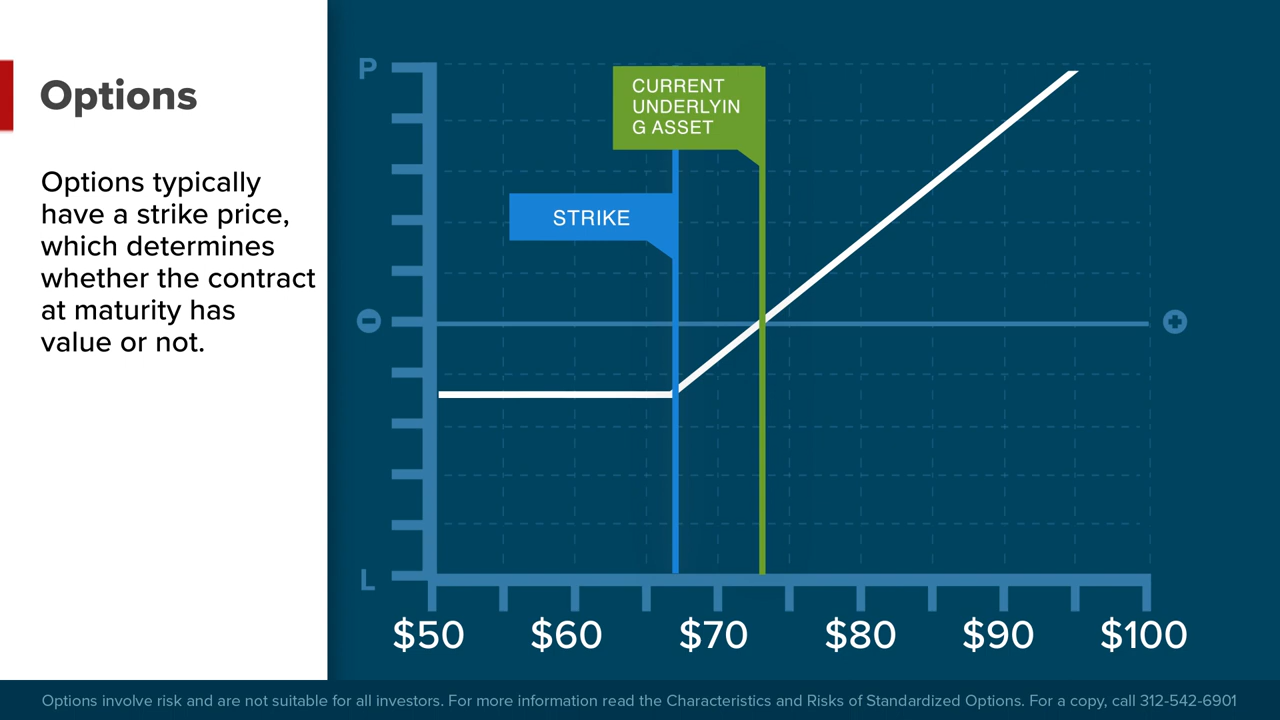 Options
Options typically
have a strike price,
which determines
whether the contract
at maturity has
value or not.
P
CURRENT
UNDERLYIN
G ASSET
STRIKE
L
$50 $60 $70 $80 $90 $100
Options involve risk and are not suitable for all investors. For more information read the Characteristics and Risks of Standardized Options. For a copy, call 312-542-6901